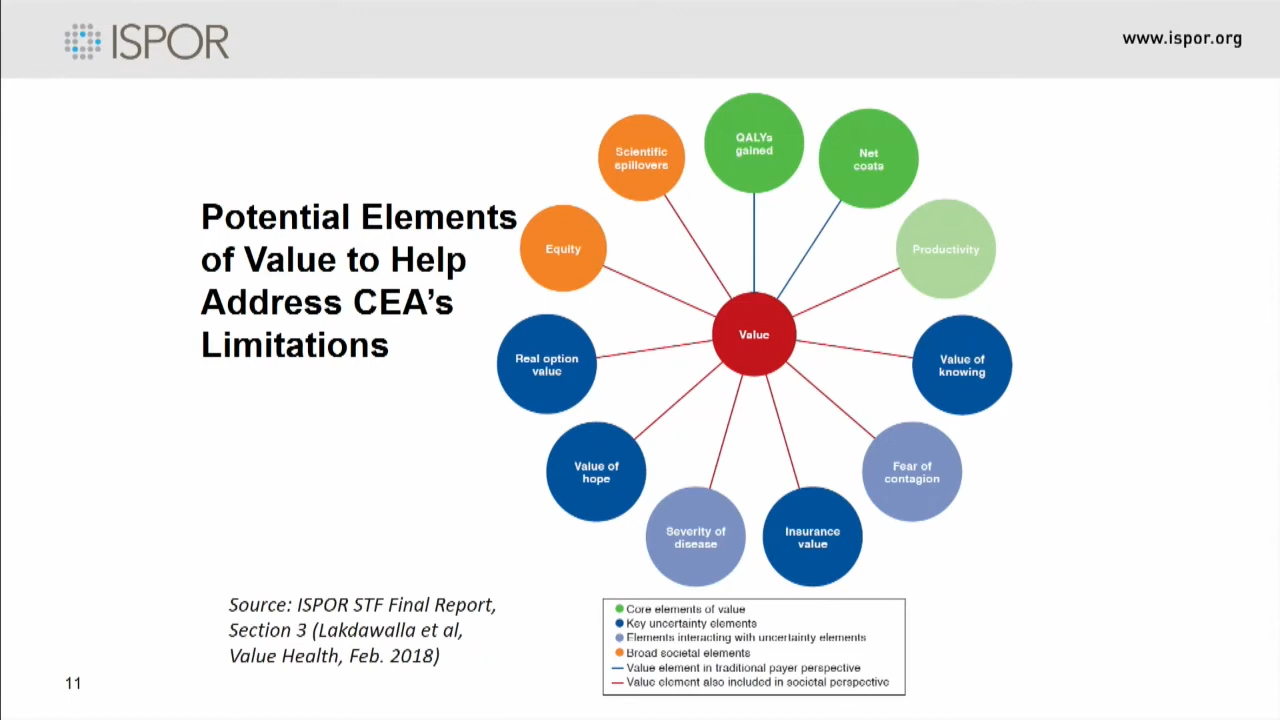 ISPOR
www.ispor.org
Potential Elements
of Value to Help
Address CEA's
Limitations
QALYs
gained
Net
costs
Productivity
Value of
knowing
Fear of
contagion
Insurance
value
Severity of
disease
Value of
hope
Real option
value
Equity
Scientific
spillovers
Value
Source: ISPOR STF Final Report,
Section 3 (Lakdawalla et al,
Value Health, Feb. 2018)
Core elements of value
Key uncertainty elements
Elements interacting with uncertainty elements
Broad societal elements
Value element in traditional payer perspective
Value element also included in societal perspective
11